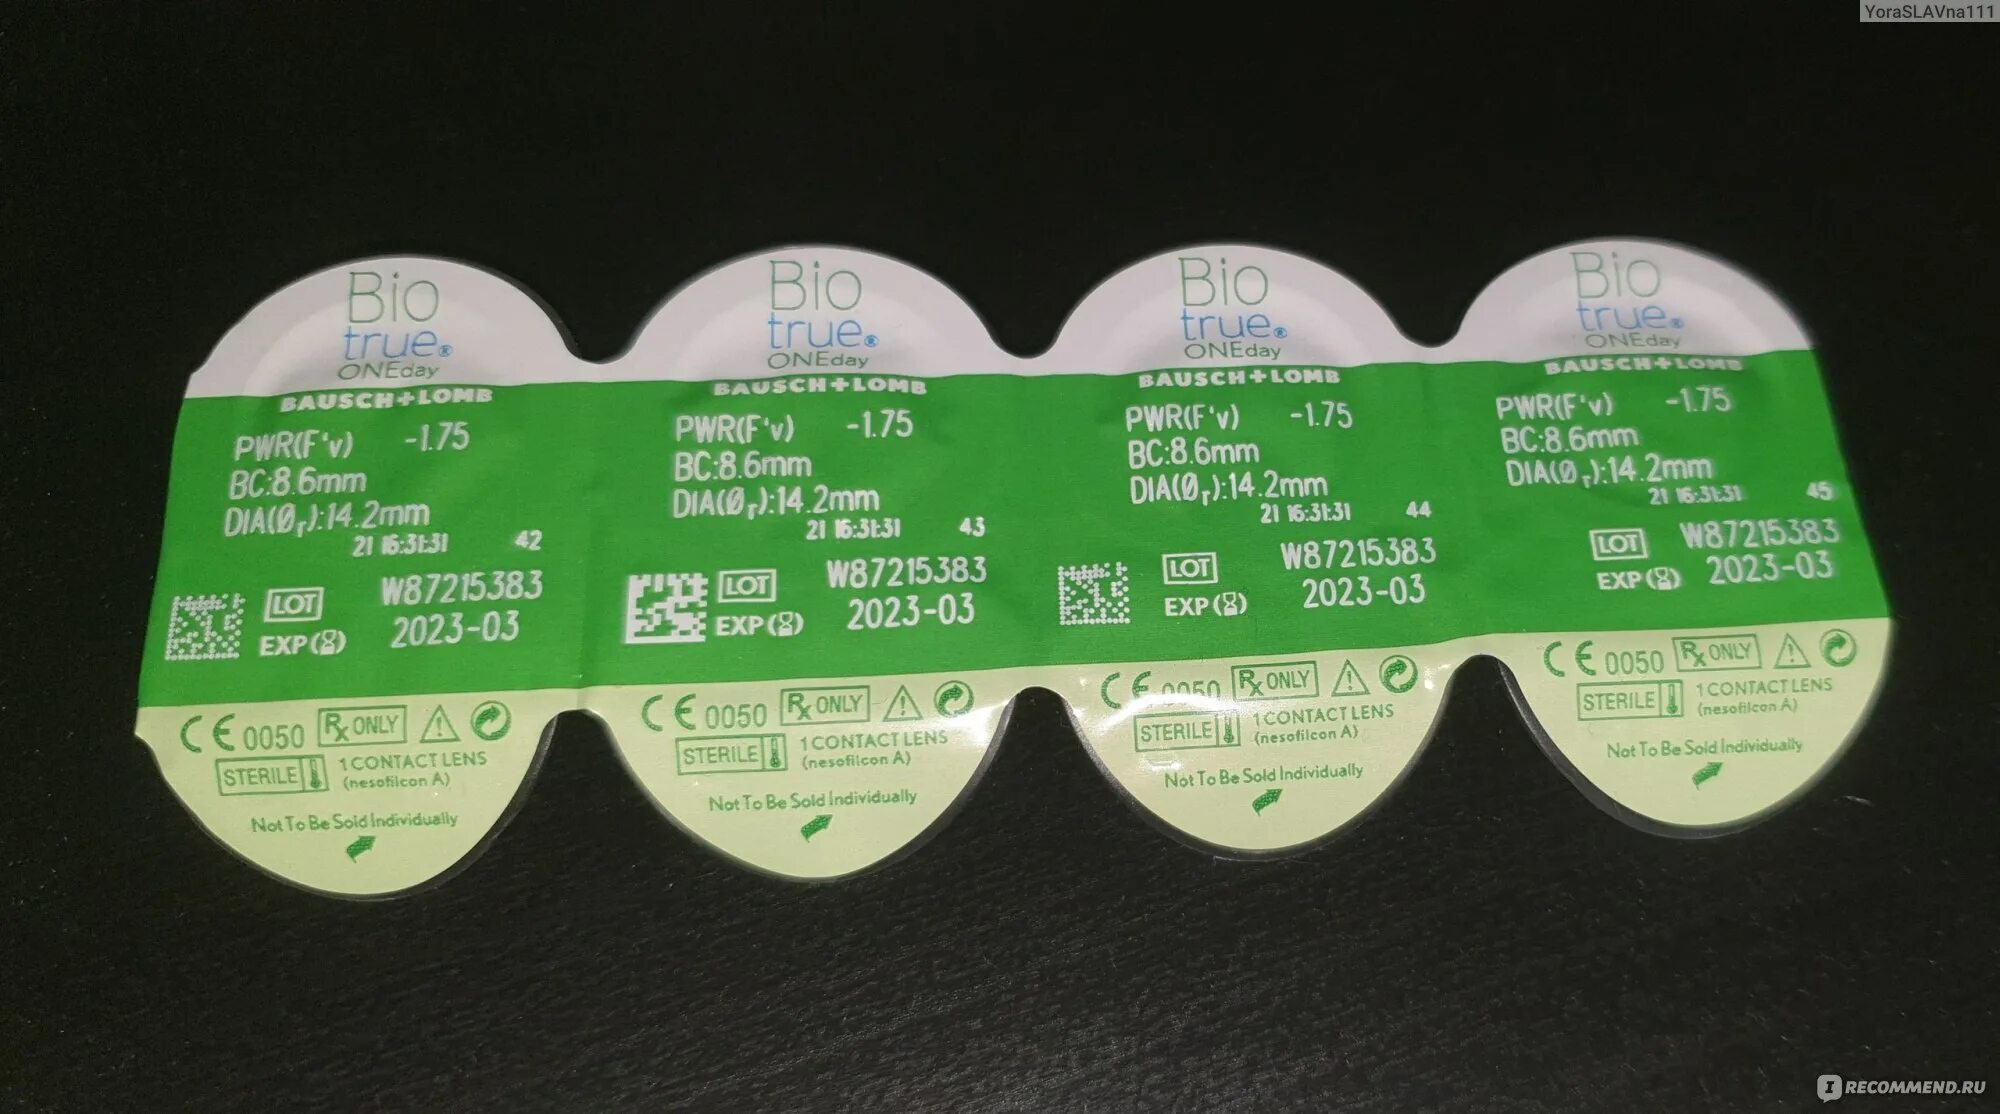 YoraSLAVna111
Bio
true®
ONEday
BAUSCH+LOMB
PWR(F'v) -1.75
BC:8.6mm
DIA(Ør):14.2mm
21 16:31:31 42
LOT W87215383
EXP 2023-03
CE 0050 Rx ONLY
STERILE 1 CONTACT LENS
(nesofilcon A)
Not To Be Sold Individually
Bio
true®
ONEday
BAUSCH+LOMB
PWR(F'v) -1.75
BC:8.6mm
DIA(Ør):14.2mm
21 16:31:31 43
LOT W87215383
EXP 2023-03
CE 0050 Rx ONLY
STERILE 1 CONTACT LENS
(nesofilcon A)
Not To Be Sold Individually
Bio
true®
ONEday
BAUSCH+LOMB
PWR(F'v) -1.75
BC:8.6mm
DIA(Ør):14.2mm
21 16:31:31 44
LOT W87215383
EXP 2023-03
CE 0050 Rx ONLY
STERILE 1 CONTACT LENS
(nesofilcon A)
Not To Be Sold Individually
Bio
true®
ONEday
BAUSCH+LOMB
PWR(F'v) -1.75
BC:8.6mm
DIA(Ør):14.2mm
21 16:31:31 45
LOT W87215383
EXP 2023-03
CE 0050 Rx ONLY
STERILE 1 CONTACT LENS
(nesofilcon A)
Not To Be Sold Individually
RECOMMEND.RU